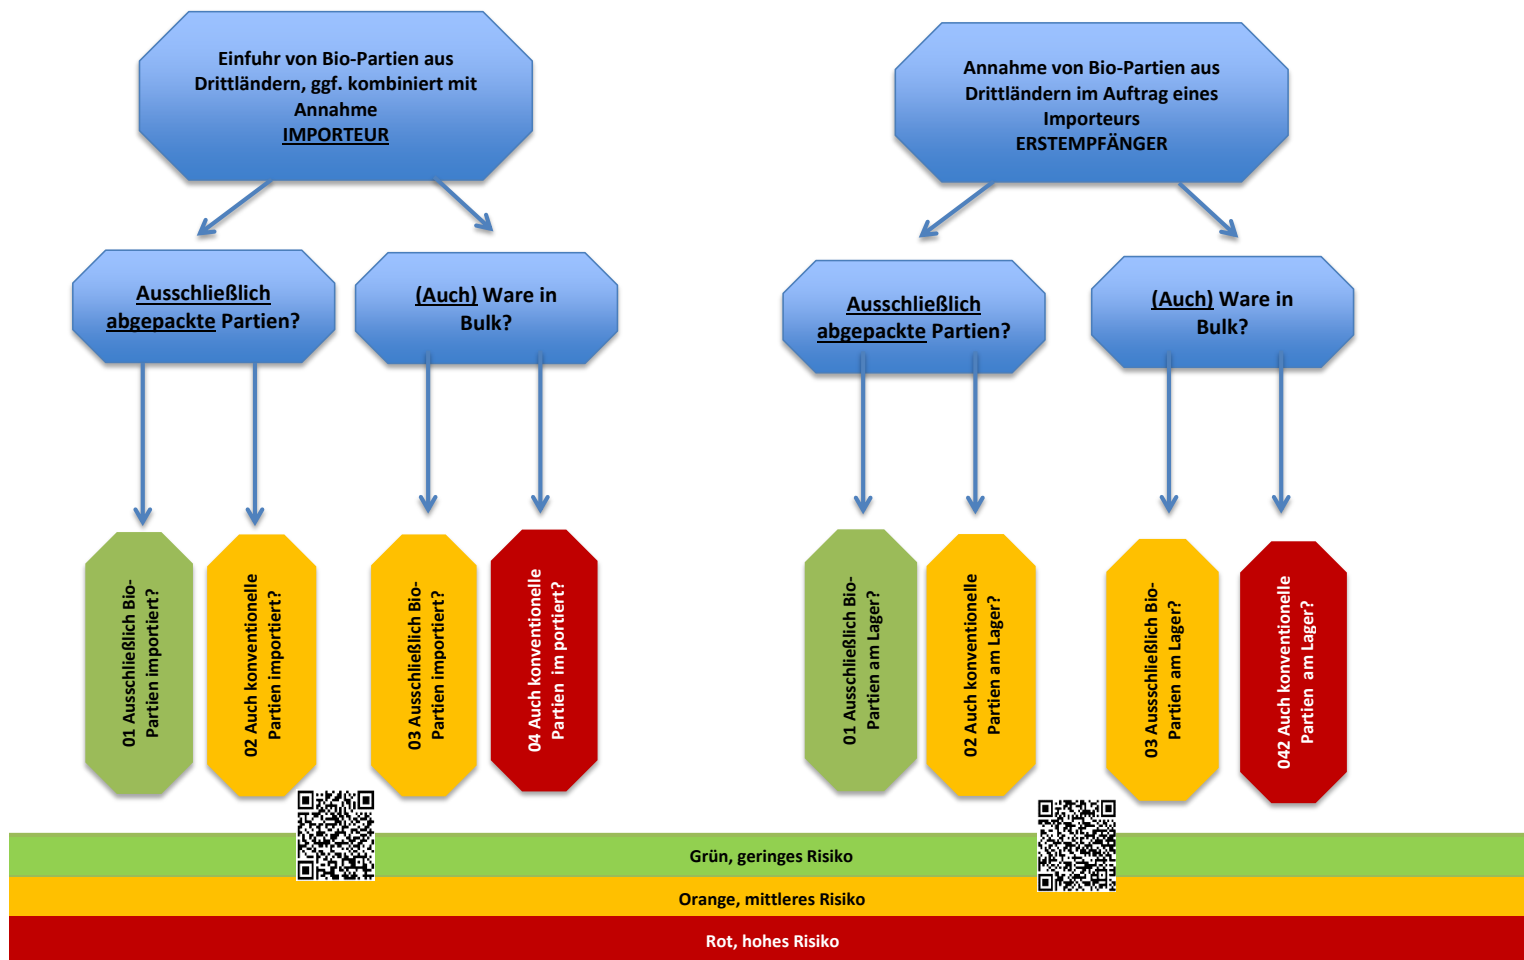 Einfuhr von Bio-Partien aus
Drittländern, ggf. kombiniert mit
Annahme
IMPORTEUR
Annahme von Bio-Partien aus
Drittländern im Auftrag eines
Importeurs
ERSTEMPFÄNGER
Ausschließlich
abgepackte Partien?
(Auch) Ware in
Bulk?
Ausschließlich
abgepackte Partien?
(Auch) Ware in
Bulk?
01 Ausschließlich Bio-
Partien importiert?
02 Auch konventionelle
Partien importiert?
03 Ausschließlich Bio-
Partien importiert?
04 Auch konventionelle
Partien im portiert?
01 Ausschließlich Bio-
Partien am Lager?
02 Auch konventionelle
Partien am Lager?
03 Aussschließlich Bio-
Partien am Lager?
042 Auch konventionelle
Partien am Lager?
Grün, geringes Risiko
Orange, mittleres Risiko
Rot, hohes Risiko